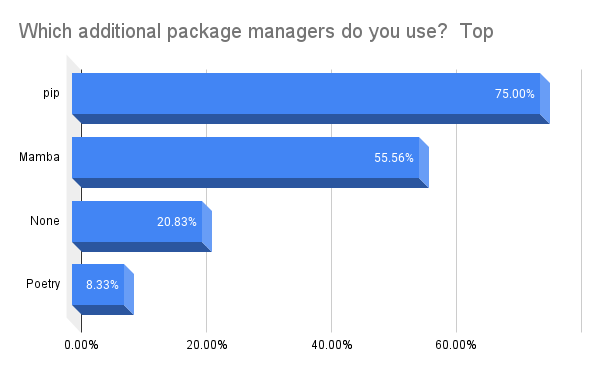 Which additional package managers do you use?  Top
pip
75.00%
Mamba
55.56%
None
20.83%
Poetry
8.33%
0.00%
20.00%
40.00%
60.00%